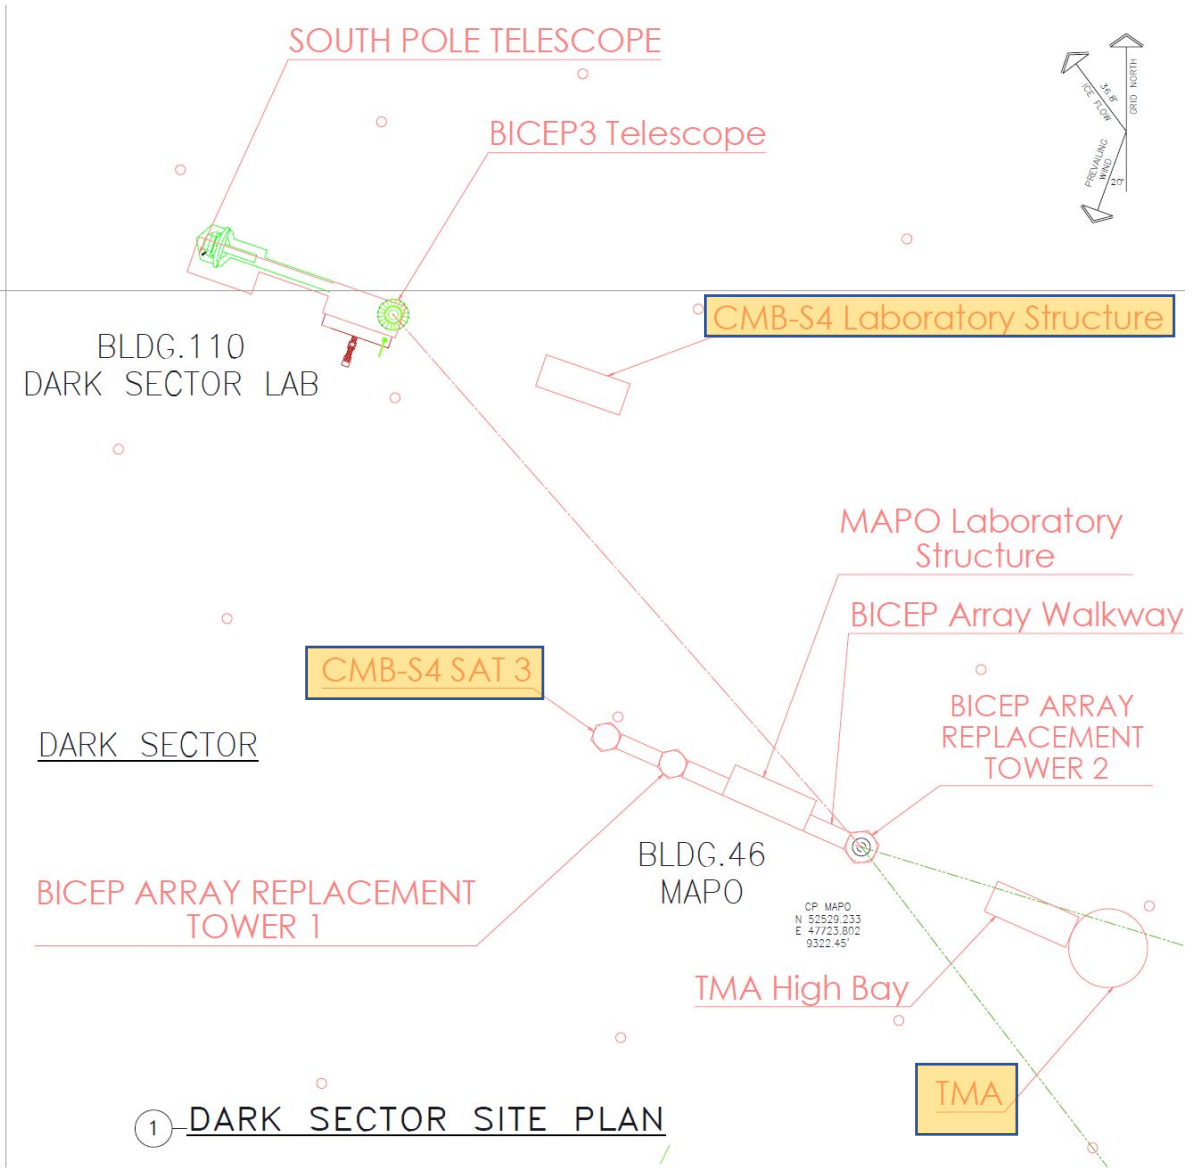 SOUTH POLE TELESCOPE
BICEP3 Telescope
GRID NORTH
36.8°
ICE FLOW
PREVAILING
WIND
20°
CMB-S4 Laboratory Structure
BLDG.110
DARK SECTOR LAB
MAPO Laboratory
Structure
BICEP Array Walkway
CMB-S4 SAT 3
BICEP ARRAY
REPLACEMENT
TOWER 2
DARK SECTOR
BLDG.46
MAPO
BICEP ARRAY REPLACEMENT
TOWER 1
CP MAPO
N 52529.233
E 47723.802
9322.45'
TMA High Bay
TMA
1 DARK SECTOR SITE PLAN